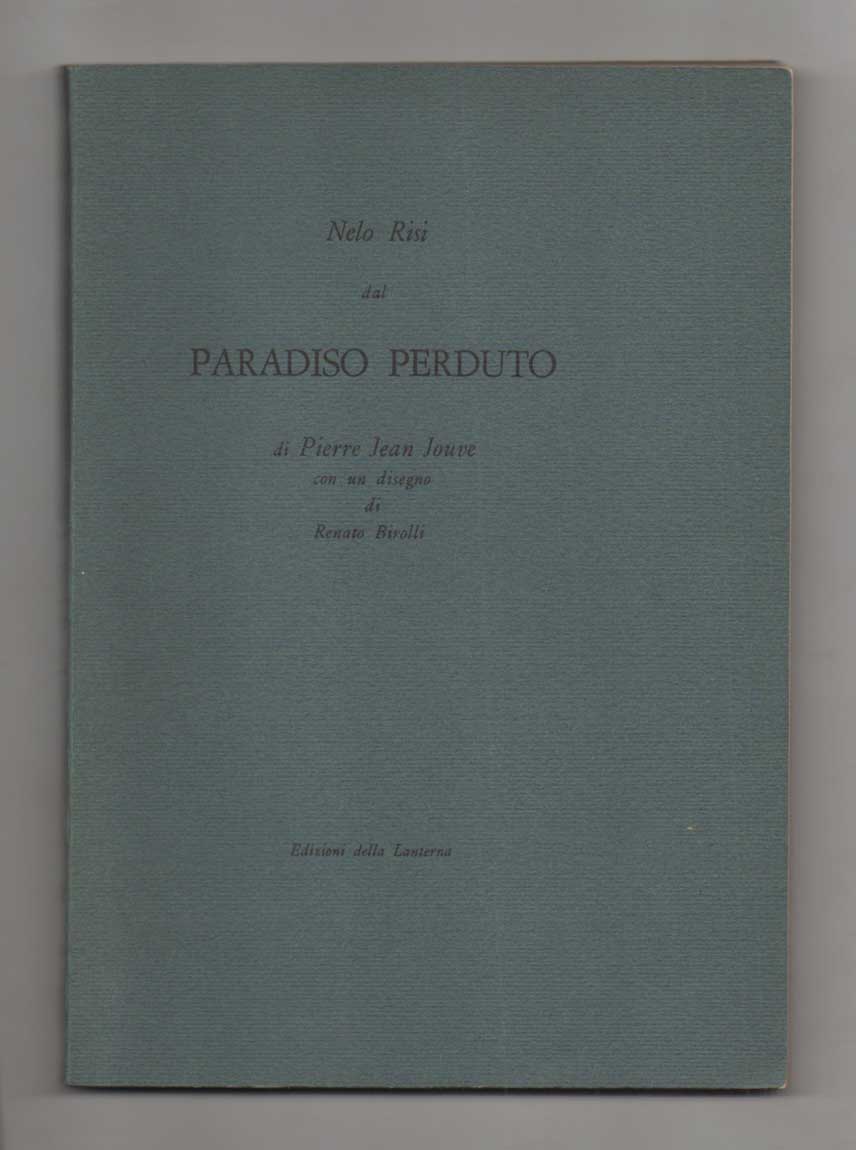 Nelo Risi
dal
PARADISO PERDUTO
di Pierre Jean Jouve
con un disegno
di
Renato Birolli
Edizioni della Lanterna